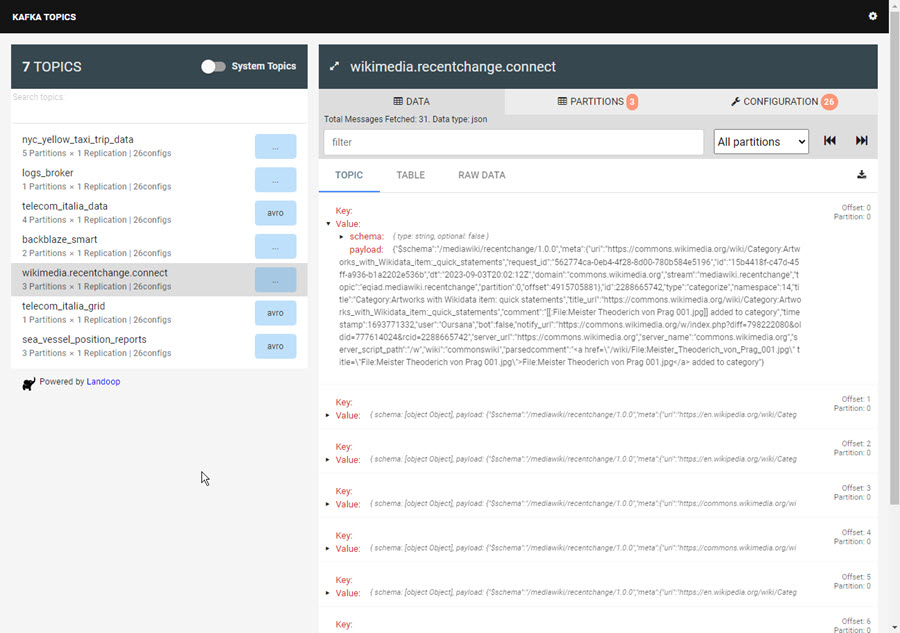 KAFKA TOPICS
7 TOPICS
System Topics
Search topics
nyc_yellow_taxi_trip_data
5 Partitions × 1 Replication | 26configs
...
logs_broker
1 Partitions × 1 Replication | 26configs
...
telecom_italia_data
4 Partitions × 1 Replication | 26configs
avro
backblaze_smart
2 Partitions × 1 Replication | 26configs
...
wikimedia.recentchange.connect
3 Partitions × 1 Replication | 26configs
...
telecom_italia_grid
1 Partitions × 1 Replication | 26configs
avro
sea_vessel_position_reports
3 Partitions × 1 Replication | 26configs
avro
Powered by Landoop
wikimedia.recentchange.connect
DATA
PARTITIONS 3
CONFIGURATION 26
Total Messages Fetched: 31. Data type: json
filter
All partitions
TOPIC
TABLE
RAW DATA
Key:
Offset: 0
Value:
Partition: 0
schema: { type: string, optional: false }
payload: {"$schema":"/mediawiki/recentchange/1.0.0","meta":{"uri":"https://commons.wikimedia.org/wiki/Category:Artw
orks_with_Wikidata_item:_quick_statements","request_id":"562774ca-0eb4-4f28-8d00-780b584e5196","id":"15b4418f-c47d-45
ff-a936-b1a2202e536b","dt":"2023-09-03T20:02:12Z","domain":"commons.wikimedia.org","stream":"mediawiki.recentchange","t
opic":"eqiad.mediawiki.recentchange","partition":0,"offset":4915705881},"id":2288665742,"type":"categorize","namespace":14,"ti
tle":"Category:Artworks with Wikidata item: quick statements","title_url":"https://commons.wikimedia.org/wiki/Category:Artwo
rks_with_Wikidata_item:_quick_statements","comment":"[[:File:Meister Theoderich von Prag 001.jpg]] added to category","time
stamp":1693771332,"user":"Oursana","bot":false,"notify_url":"https://commons.wikimedia.org/w/index.php?diff=798222080&ol
did=777614024&rcid=2288665742","server_url":"https://commons.wikimedia.org","server_name":"commons.wikimedia.org","s
erver_script_path":"/w","wiki":"commonswiki","parsedcomment":"<a href=\"/wiki/File:Meister_Theoderich_von_Prag_001.jpg\"
title=\"File:Meister Theoderich von Prag 001.jpg\">File:Meister Theoderich von Prag 001.jpg</a> added to category"}
Key:
Offset: 1
Value: { schema: [object Object], payload: {"$schema":"/mediawiki/recentchange/1.0.0","meta":{"uri":"https://en.wikipedia.org/wiki/Categ
Partition: 0
Key:
Offset: 2
Value: { schema: [object Object], payload: {"$schema":"/mediawiki/recentchange/1.0.0","meta":{"uri":"https://en.wikipedia.org/wiki/Categ
Partition: 0
Key:
Offset: 3
Value: { schema: [object Object], payload: {"$schema":"/mediawiki/recentchange/1.0.0","meta":{"uri":"https://commons.wikimedia.org/wi
Partition: 0
Key:
Offset: 4
Value: { schema: [object Object], payload: {"$schema":"/mediawiki/recentchange/1.0.0","meta":{"uri":"https://commons.wikimedia.org/wi
Partition: 0
Key:
Offset: 5
Value: { schema: [object Object], payload: {"$schema":"/mediawiki/recentchange/1.0.0","meta":{"uri":"https://en.wikipedia.org/wiki/Categ
Partition: 0
Key:
Offset: 6
Partition: 0